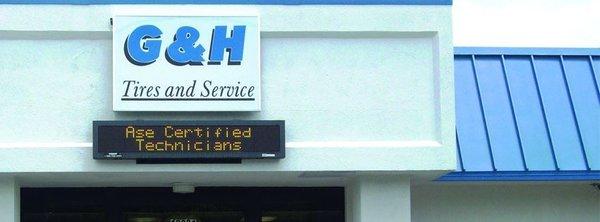 G&H
Tires and Service
Ase Certified
Technicians